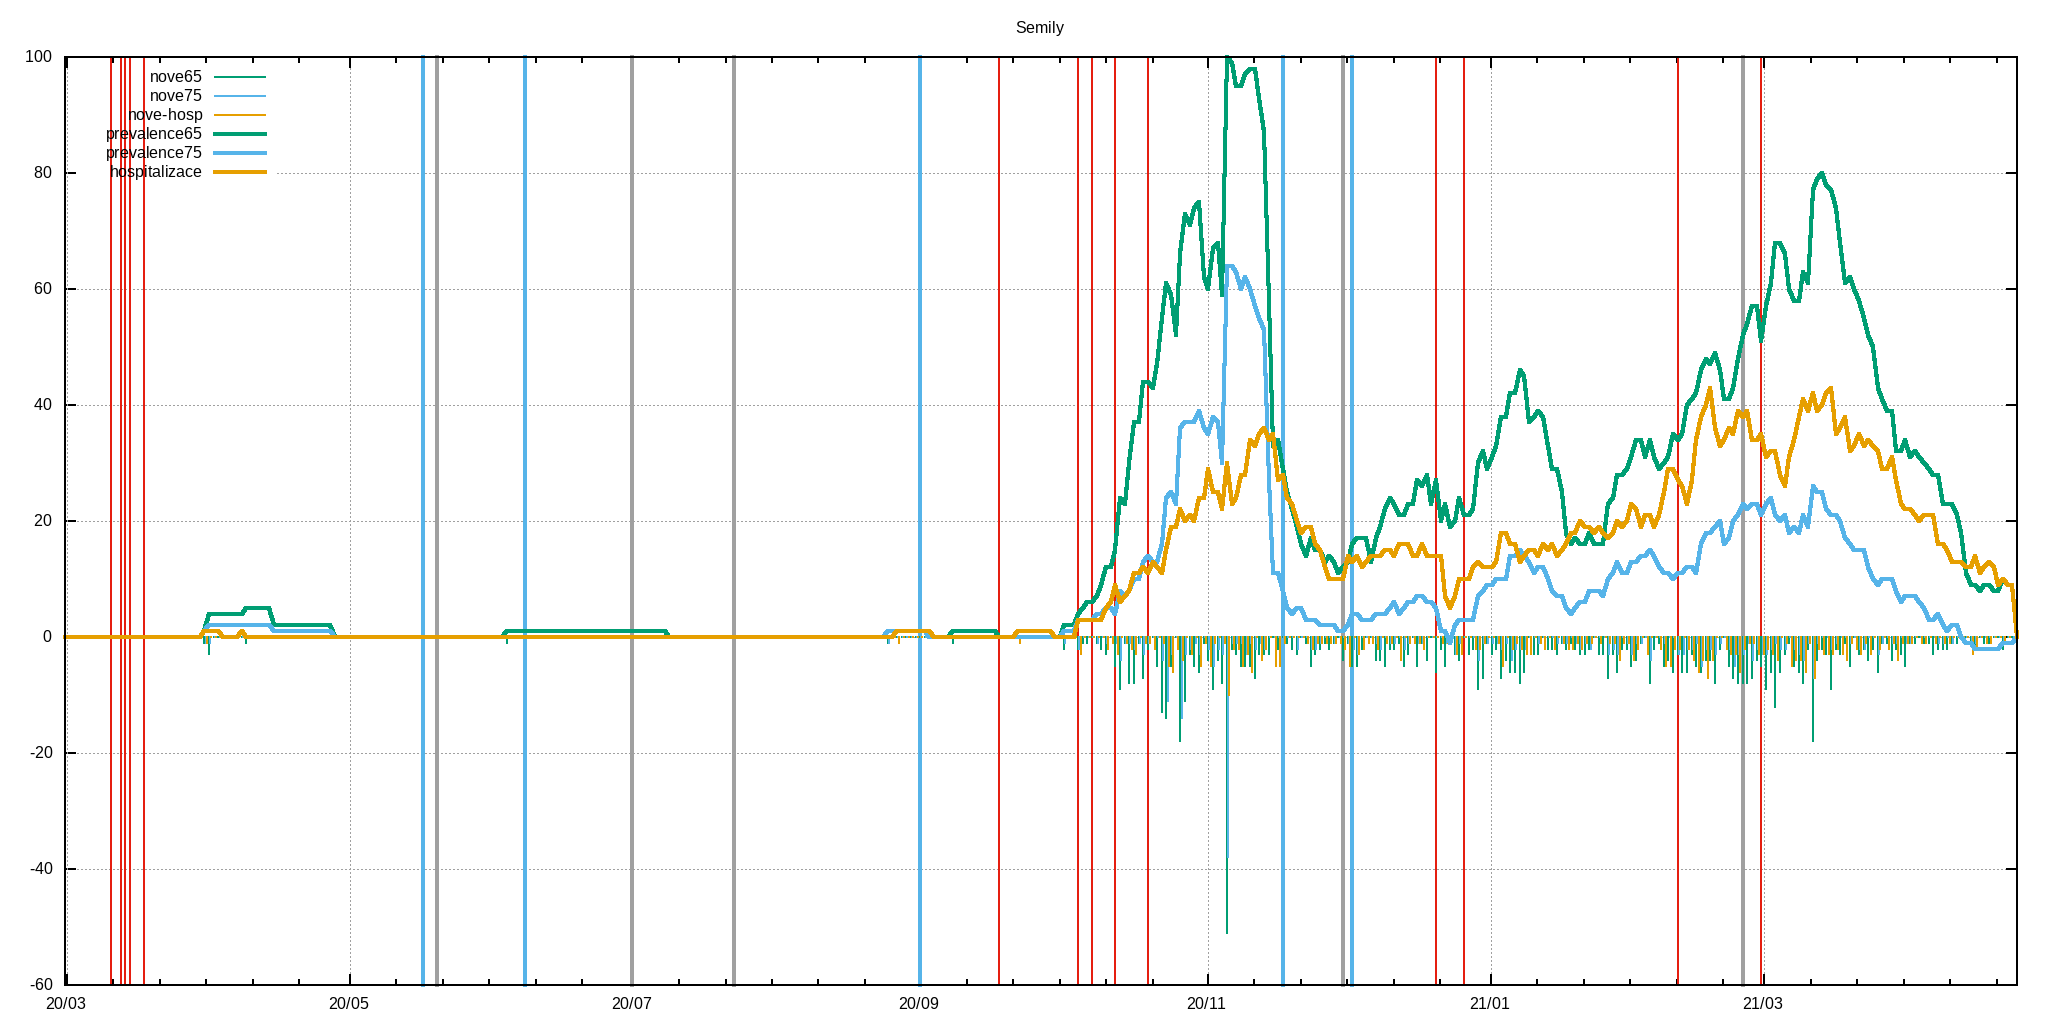 Semily
100
80
60
40
20
0
-20
-40
-60
nove65
nove75
nove-hosp
prevalence65
prevalence75
hospitalizace
20/03 20/05 20/07 20/09 20/11 21/01 21/03